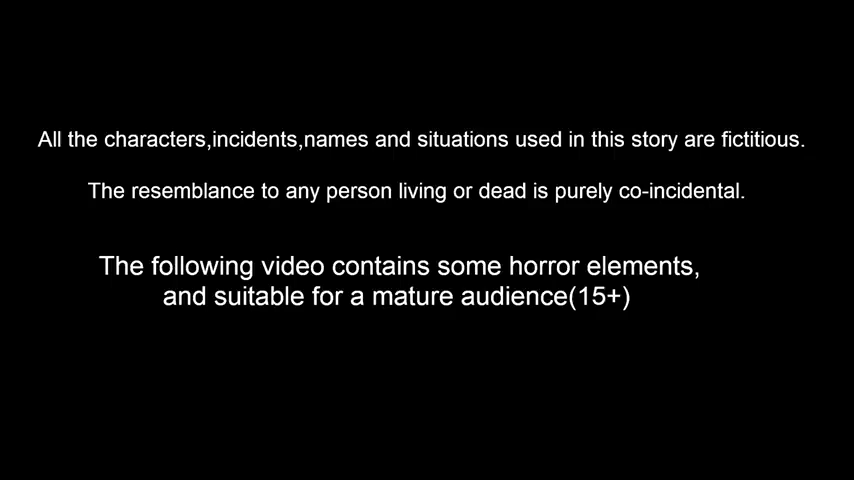 All the characters,incidents,names and situations used in this story are fictitious.
The resemblance to any person living or dead is purely co-incidental.
The following video contains some horror elements,
and suitable for a mature audience(15+)